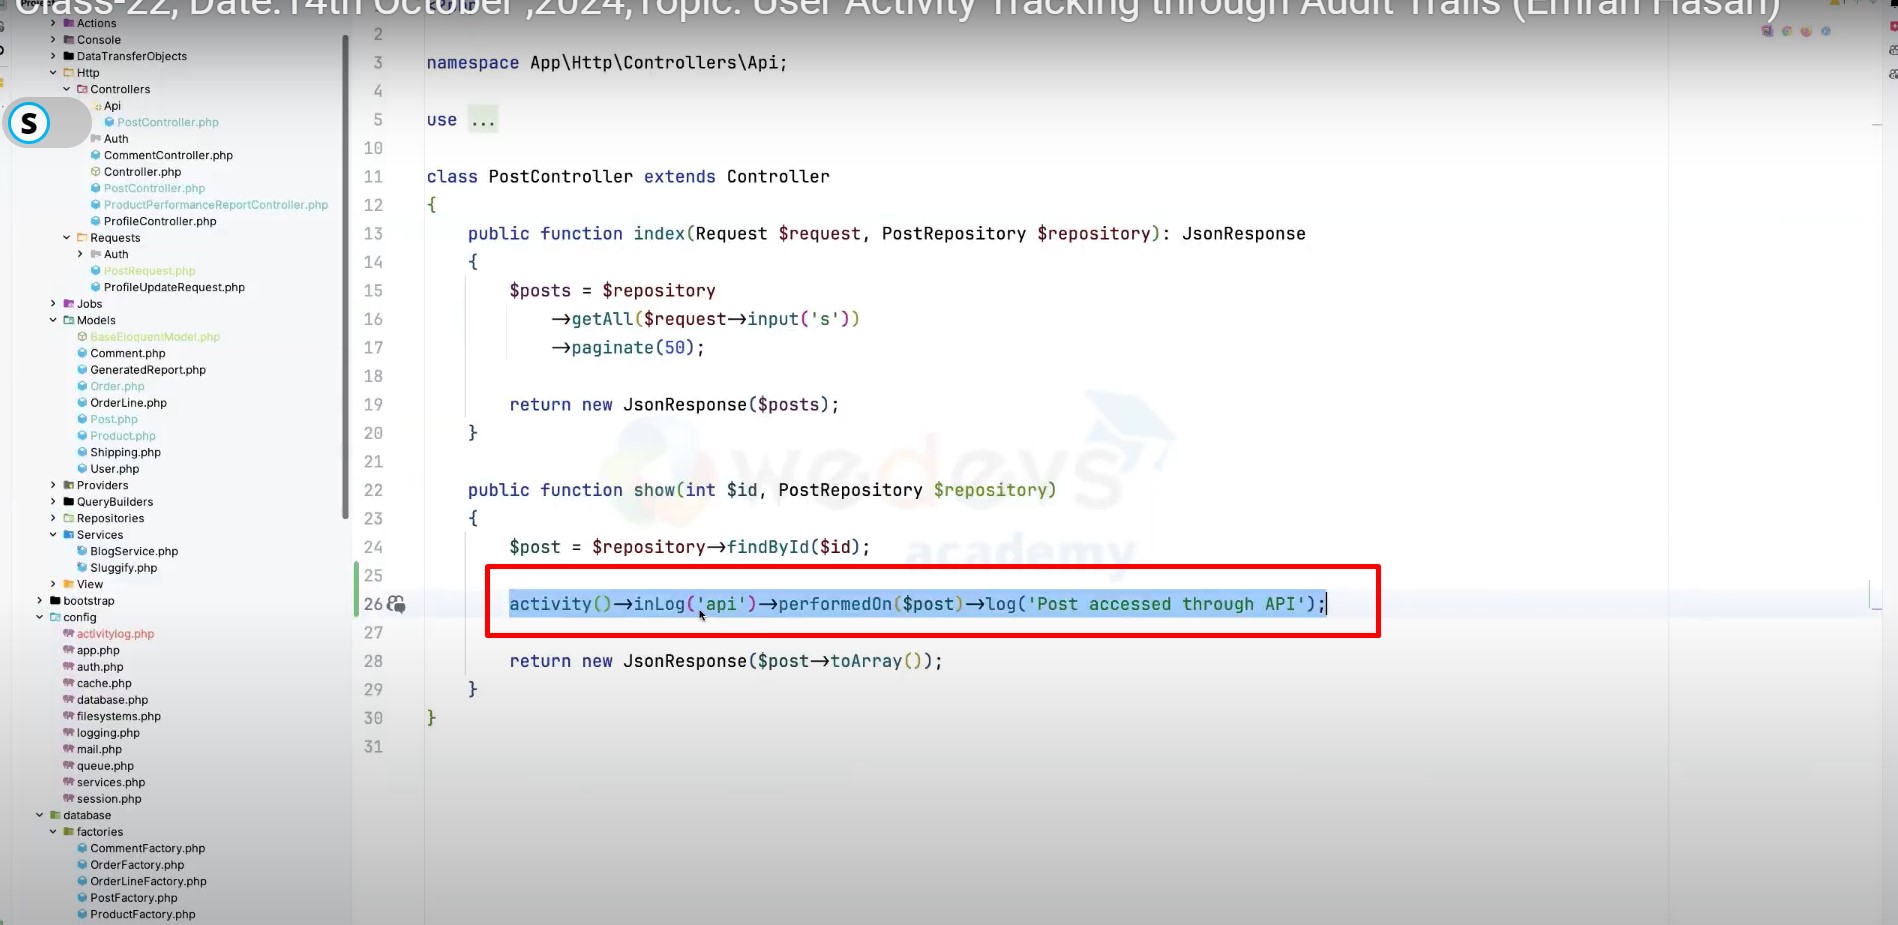 Class-22, Date:14th October ,2024,Topic: User Activity Tracking through Audit Trails (Emran Hasan)
Actions
Console
DataTransferObjects
Http
Controllers
Api
PostController.php
Auth
CommentController.php
Controller.php
PostController.php
ProductPerformanceReportController.php
ProfileController.php
Requests
Auth
PostRequest.php
ProfileUpdateRequest.php
Jobs
Models
BaseEloquentModel.php
Comment.php
GeneratedReport.php
Order.php
OrderLine.php
Post.php
Product.php
Shipping.php
User.php
Providers
QueryBuilders
Repositories
Services
BlogService.php
Sluggify.php
View
bootstrap
config
activitylog.php
app.php
auth.php
cache.php
database.php
filesystems.php
logging.php
mail.php
queue.php
services.php
session.php
database
factories
CommentFactory.php
OrderFactory.php
OrderLineFactory.php
PostFactory.php
ProductFactory.php
S
2
3 namespace App\Http\Controllers\Api;
4
5 use ...
10
11 class PostController extends Controller
12 {
13 public function index(Request $request, PostRepository $repository): JsonResponse
14 {
15 $posts = $repository
16 →getAll($request→input('s'))
17 →paginate(50);
18
19 return new JsonResponse($posts);
20 }
21
22 public function show(int $id, PostRepository $repository)
23 {
24 $post = $repository→findById($id);
25
26 activity()→inLog('api')→performedOn($post)→log('Post accessed through API');
27
28 return new JsonResponse($post→toArray());
29 }
30 }
31
wedevs
academy